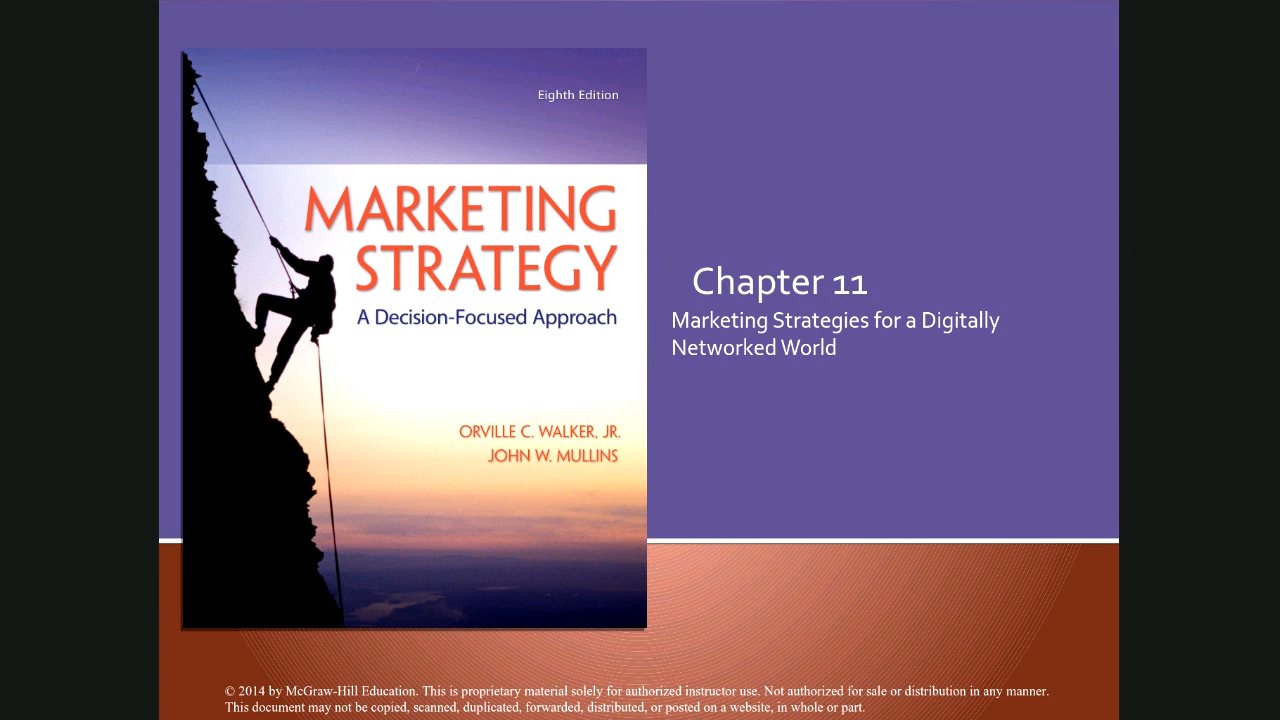 Eighth Edition
MARKETING
STRATEGY
A Decision-Focused Approach
ORVILLE C. WALKER, JR.
JOHN W. MULLINS
Chapter 11
Marketing Strategies for a Digitally
Networked World
© 2014 by McGraw-Hill Education. This is proprietary material solely for authorized instructor use. Not authorized for sale or distribution in any manner.
This document may not be copied, scanned, duplicated, forwarded, distributed, or posted on a website, in whole or part.